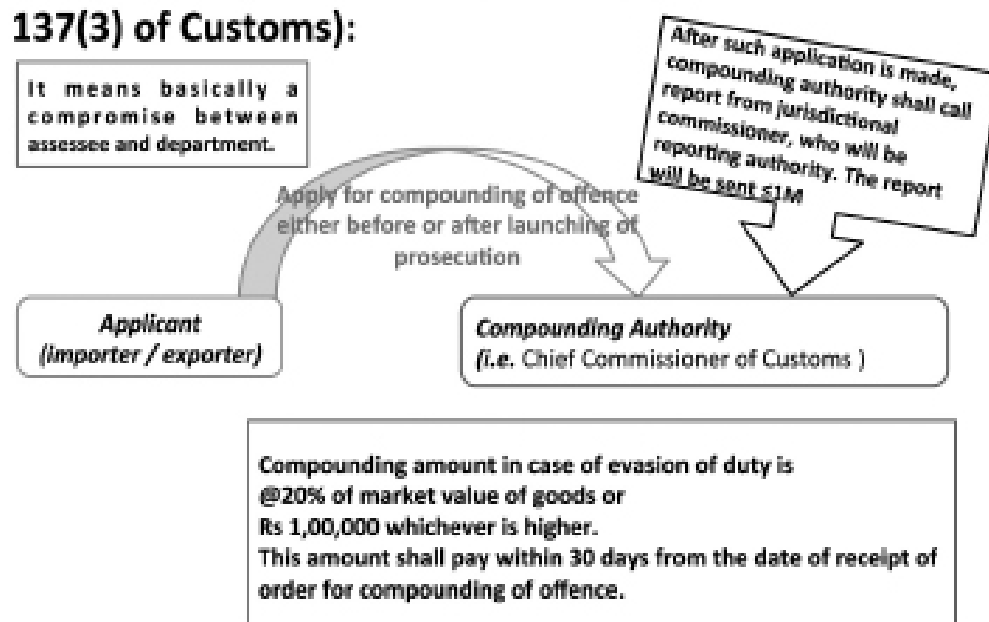 137(3) of Customs):
It means basically a
compromise between
assessee and department.
After such application is made,
compounding authority shall call
report from jurisdictional
commissioner, who will be
reporting authority. The report
will be sent ≤1M
Apply for compounding of offence
either before or after launching of
prosecution
Applicant
(importer / exporter)
Compounding Authority
(i.e. Chief Commissioner of Customs )
Compounding amount in case of evasion of duty is
@20% of market value of goods or
Rs 1,00,000 whichever is higher.
This amount shall pay within 30 days from the date of receipt of
order for compounding of offence.